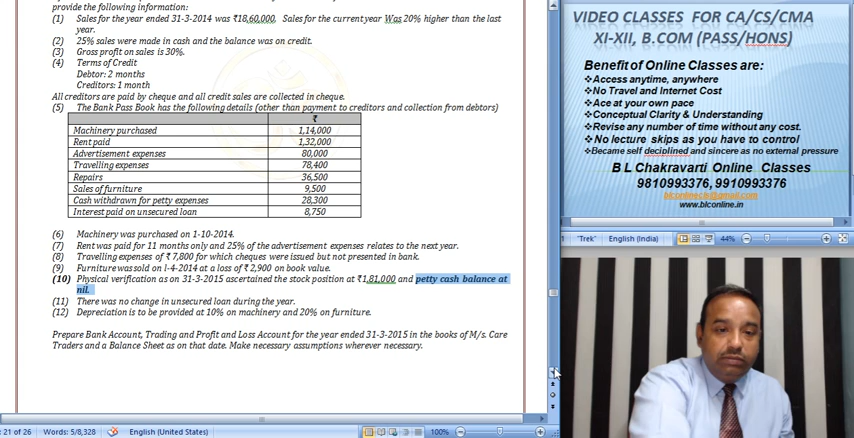 provide the following information:
(1) Sales for the year ended 31-3-2014 was ₹18,60,000. Sales for the current year Was 20% higher than the last
year.
(2) 25% sales were made in cash and the balance was on credit.
(3) Gross profit on sales is 30%.
(4) Terms of Credit
Debtor: 2 months
Creditors: 1 month
All creditors are paid by cheque and all credit sales are collected in cheque.
(5) The Bank Pass Book has the following details (other than payment to creditors and collection from debtors)
₹
Machinery purchased 1,14,000
Rent paid 1,32,000
Advertisement expenses 80,000
Travelling expenses 78,400
Repairs 36,500
Sales of furniture 9,500
Cash withdrawn for petty expenses 28,300
Interest paid on unsecured loan 8,750
(6) Machinery was purchased on 1-10-2014.
(7) Rent was paid for 11 months only and 25% of the advertisement expenses relates to the next year.
(8) Travelling expenses of ₹ 7,800 for which cheques were issued but not presented in bank.
(9) Furniture was sold on l-4-2014 at a loss of ₹ 2,900 on book value.
(10) Physical verification as on 31-3-2015 ascertained the stock position at ₹1,81,000 and petty cash balance at
nil.
(11) There was no change in unsecured loan during the year.
(12) Depreciation is to be provided at 10% on machinery and 20% on furniture.
Prepare Bank Account, Trading and Profit and Loss Account for the year ended 31-3-2015 in the books of M/s. Care
Traders and a Balance Sheet as on that date. Make necessary assumptions wherever necessary.
: 21 of 26 Words: 5/8,328 English (United States) 100%
VIDEO CLASSES FOR CA/CS/CMA
XI-XII, B.COM (PASS/HONS)
Benefit of Online Classes are:
❖Access anytime, anywhere
❖No Travel and Internet Cost
❖Ace at your own pace
❖Conceptual Clarity & Understanding
❖Revise any number of time without any cost.
❖No lecture skips as you have to control
❖Became self deciplined and sincere as no external pressure
B L Chakravarti Online Classes
9810993376, 9910993376
blconlinech@gmail.com
www.blconline.in
"Trek" English (India) 44%